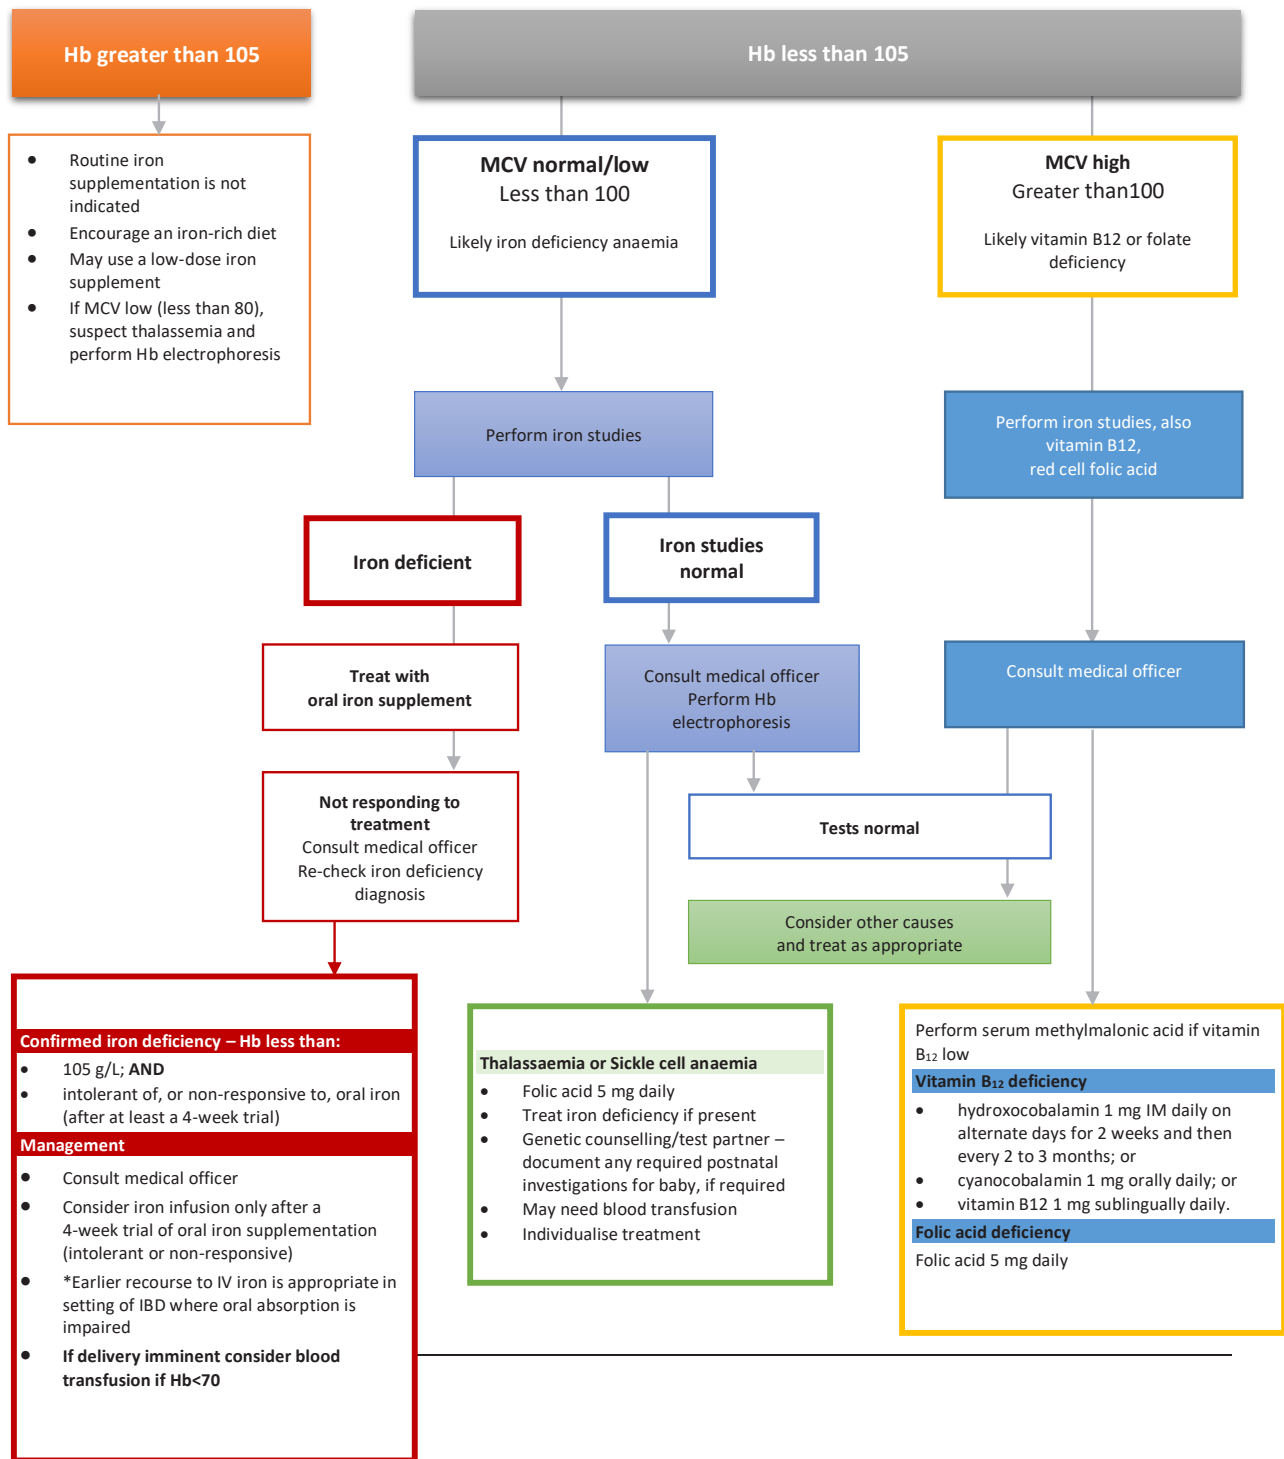 Hb greater than 105
Hb less than 105
• Routine iron
supplementation is not
indicated
• Encourage an iron-rich diet
• May use a low-dose iron
supplement
• If MCV low (less than 80),
suspect thalassemia and
perform Hb electrophoresis
MCV normal/low
Less than 100
Likely iron deficiency anaemia
MCV high
Greater than100
Likely vitamin B12 or folate
deficiency
Perform iron studies
Perform iron studies, also
vitamin B12,
red cell folic acid
Iron deficient
Iron studies
normal
Treat with
oral iron supplement
Consult medical officer
Perform Hb
electrophoresis
Consult medical officer
Not responding to
treatment
Consult medical officer
Re-check iron deficiency
diagnosis
Tests normal
Consider other causes
and treat as appropriate
Confirmed iron deficiency – Hb less than:
• 105 g/L; AND
• intolerant of, or non-responsive to, oral iron
(after at least a 4-week trial)
Management
• Consult medical officer
• Consider iron infusion only after a
4-week trial of oral iron supplementation
(intolerant or non-responsive)
• *Earlier recourse to IV iron is appropriate in
setting of IBD where oral absorption is
impaired
• If delivery imminent consider blood
transfusion if Hb<70
Thalassaemia or Sickle cell anaemia
• Folic acid 5 mg daily
• Treat iron deficiency if present
• Genetic counselling/test partner –
document any required postnatal
investigations for baby, if required
• May need blood transfusion
• Individualise treatment
Perform serum methylmalonic acid if vitamin
B₁₂ low
Vitamin B₁₂ deficiency
• hydroxocobalamin 1 mg IM daily on
alternate days for 2 weeks and then
every 2 to 3 months; or
• cyanocobalamin 1 mg orally daily; or
• vitamin B12 1 mg sublingually daily.
Folic acid deficiency
Folic acid 5 mg daily